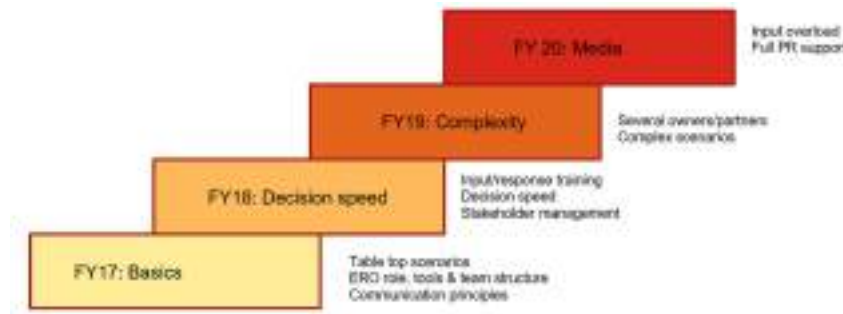 FY 20: Media
Input overload
Full PR support
FY19: Complexity
Several owners/partners
Complex scenarios
FY18: Decision speed
Input/response training
Decision speed
Stakeholder management
FY17: Basics
Table top scenarios
ERO role, tools & team structure
Communication principles